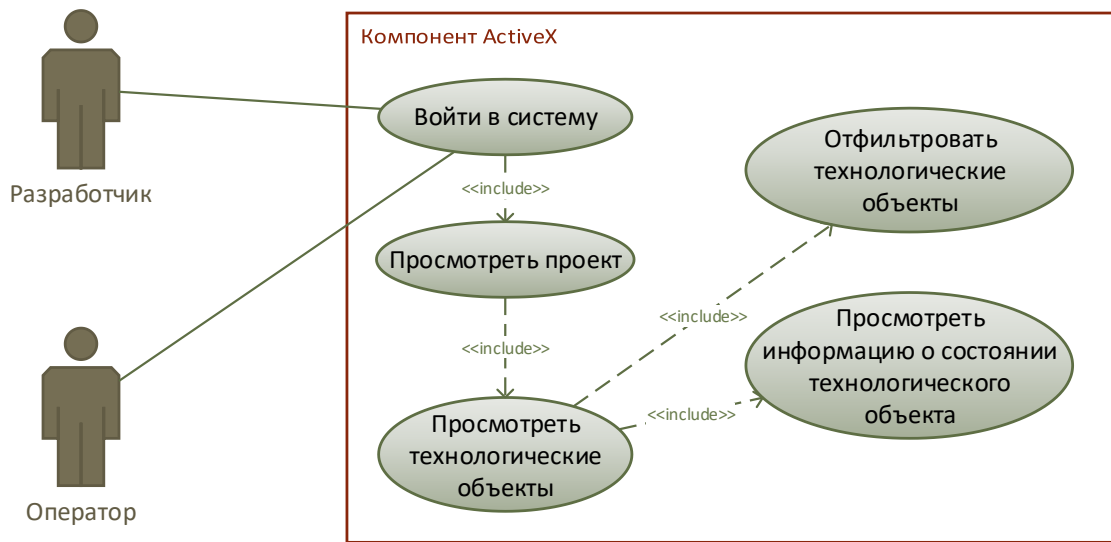 Компонент ActiveX
Войти в систему
Отфильтровать
технологические
объекты
Разработчик
<<include>>
Просмотреть проект
<<include>>
<<include>>
Просмотреть
информацию о состоянии
технологического
объекта
<<include>>
Просмотреть
технологические
объекты
Оператор